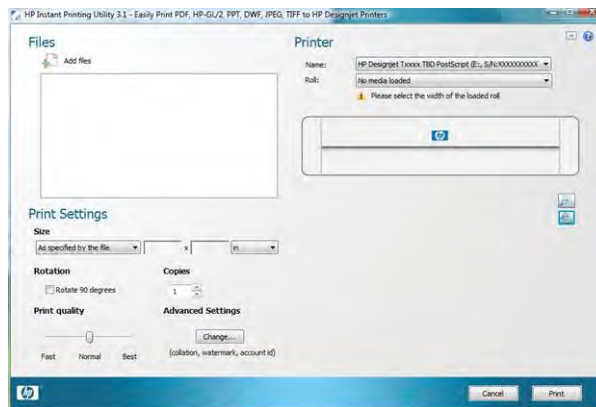 HP Instant Printing Utility 3.1 - Easily Print PDF, HP-GL/2, PPT, DWF, JPEG, TIFF to HP Designjet Printers
Files
Add files
Printer
Name:
HP Designjet Txxxx TBD PostScript (E:, S/N:XXXXXXXXXX
Roll:
No media loaded
Please select the width of the loaded roll
hp
Print Settings
Size
As specified by the file
x
in
Rotation
Copies
Rotate 90 degrees
1
Print quality
Advanced Settings
Change...
Fast Normal Best
(collation, watermark, account id)
hp
Cancel
Print